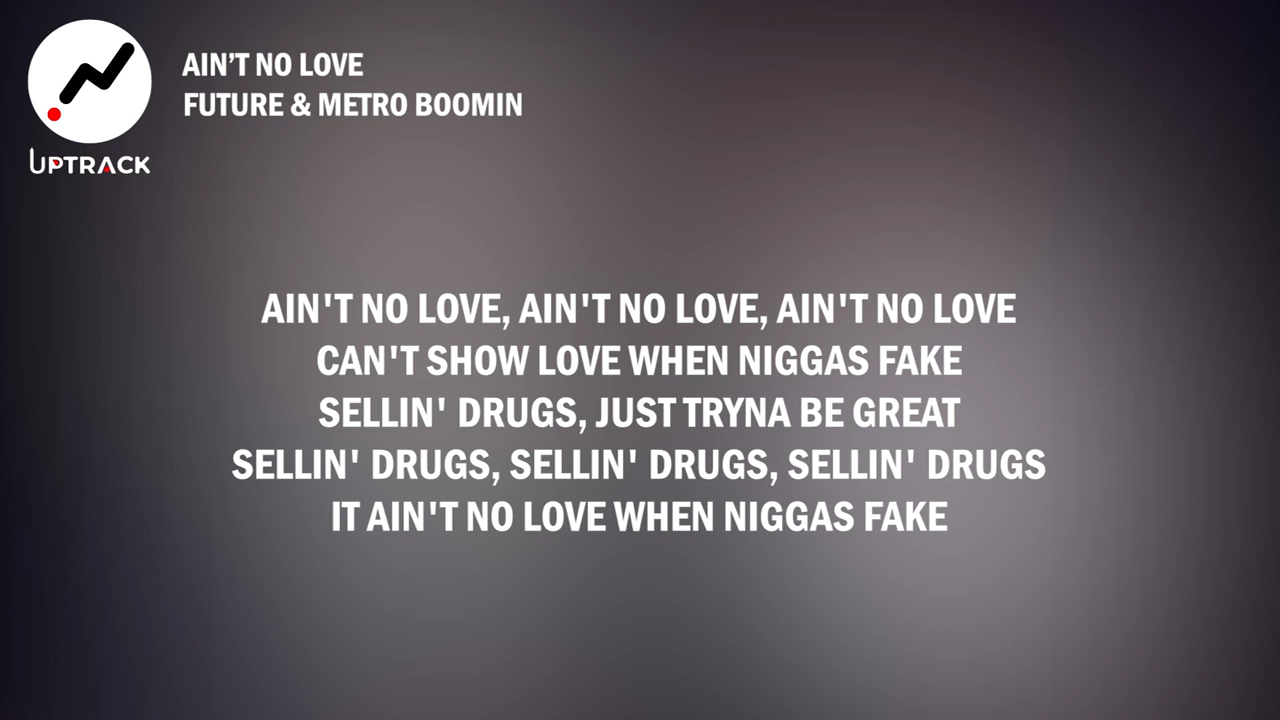 AIN’T NO LOVE
FUTURE & METRO BOOMIN
UPTRACK
AIN'T NO LOVE, AIN'T NO LOVE, AIN'T NO LOVE
CAN'T SHOW LOVE WHEN NIGGAS FAKE
SELLIN' DRUGS, JUST TRYNA BE GREAT
SELLIN' DRUGS, SELLIN' DRUGS, SELLIN' DRUGS
IT AIN'T NO LOVE WHEN NIGGAS FAKE